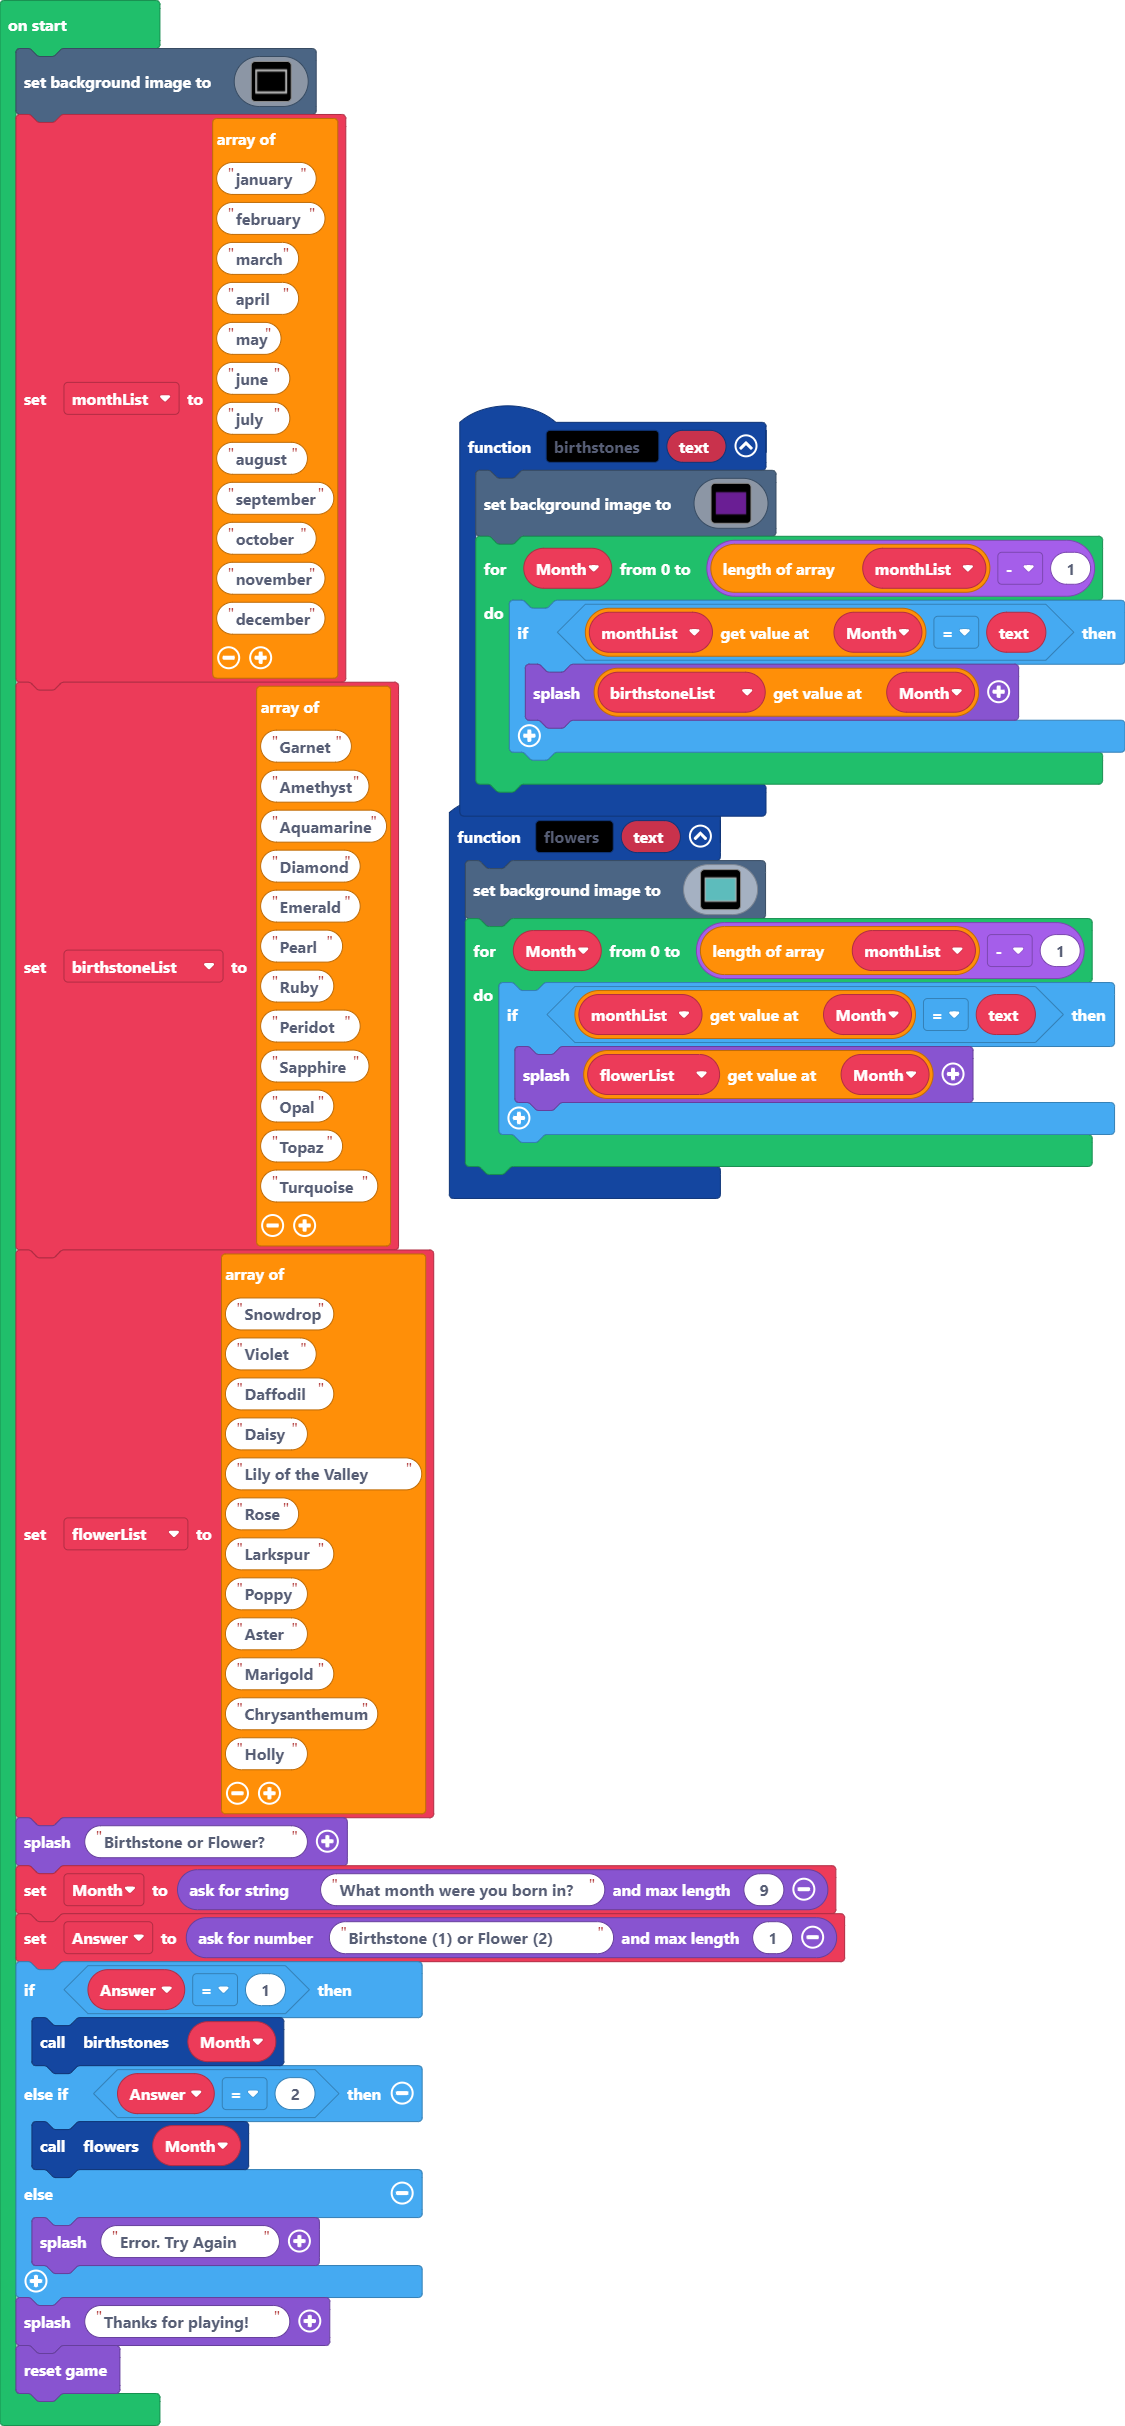 on start
set background image to
set monthList to array of
"january"
"february"
"march"
"april"
"may"
"june"
"july"
"august"
"september"
"october"
"november"
"december"
set birthstoneList to array of
"Garnet"
"Amethyst"
"Aquamarine"
"Diamond"
"Emerald"
"Pearl"
"Ruby"
"Peridot"
"Sapphire"
"Opal"
"Topaz"
"Turquoise"
set flowerList to array of
"Snowdrop"
"Violet"
"Daffodil"
"Daisy"
"Lily of the Valley"
"Rose"
"Larkspur"
"Poppy"
"Aster"
"Marigold"
"Chrysanthemum"
"Holly"
splash "Birthstone or Flower?"
set Month to ask for string "What month were you born in?" and max length 9
set Answer to ask for number "Birthstone (1) or Flower (2)" and max length 1
if Answer = 1 then
call birthstones Month
else if Answer = 2 then
call flowers Month
else
splash "Error. Try Again"
splash "Thanks for playing!"
reset game
function birthstones text
set background image to
for Month from 0 to length of array monthList - 1
do
if monthList get value at Month = text then
splash birthstoneList get value at Month
function flowers text
set background image to
for Month from 0 to length of array monthList - 1
do
if monthList get value at Month = text then
splash flowerList get value at Month